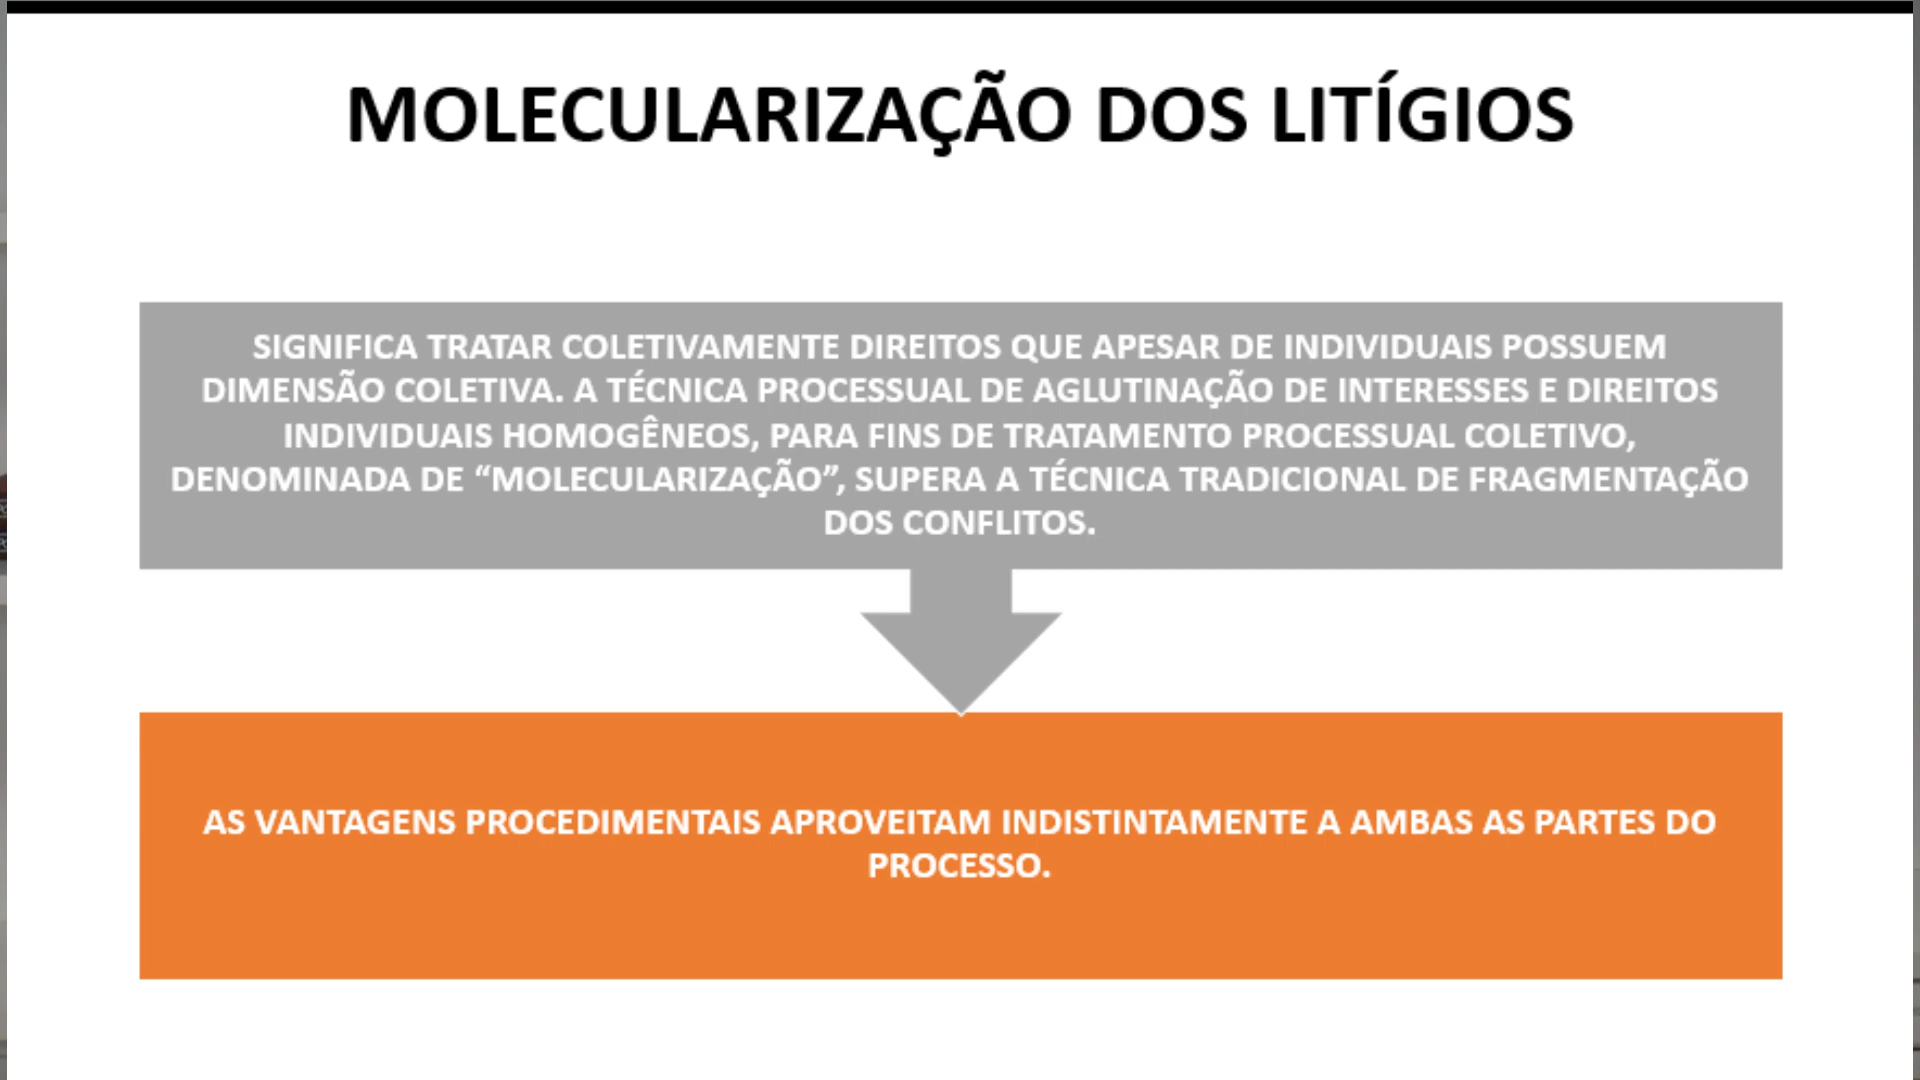 MOLECULARIZAÇÃO DOS LITÍGIOS
SIGNIFICA TRATAR COLETIVAMENTE DIREITOS QUE APESAR DE INDIVIDUAIS POSSUEM
DIMENSÃO COLETIVA. A TÉCNICA PROCESSUAL DE AGLUTINAÇÃO DE INTERESSES E DIREITOS
INDIVIDUAIS HOMOGÊNEOS, PARA FINS DE TRATAMENTO PROCESSUAL COLETIVO,
DENOMINADA DE “MOLECULARIZAÇÃO”, SUPERA A TÉCNICA TRADICIONAL DE FRAGMENTAÇÃO
DOS CONFLITOS.
AS VANTAGENS PROCEDIMENTAIS APROVEITAM INDISTINTAMENTE A AMBAS AS PARTES DO
PROCESSO.